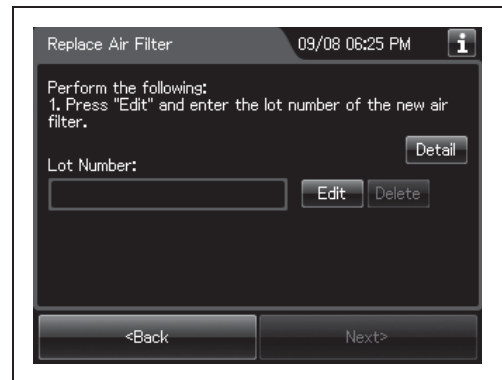 Replace Air Filter 09/08 06:25 PM i
Perform the following:
1. Press "Edit" and enter the lot number of the new air
filter.
Detail
Lot Number:
Edit Delete
<Back Next>